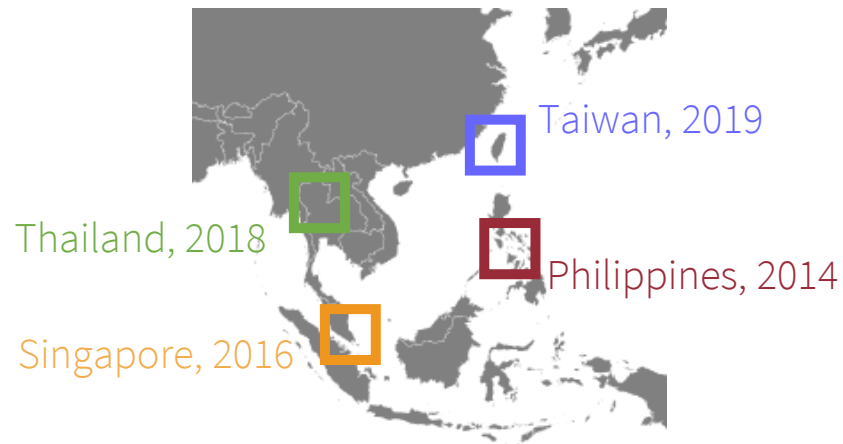 Taiwan, 2019
Thailand, 2018
Philippines, 2014
Singapore, 2016